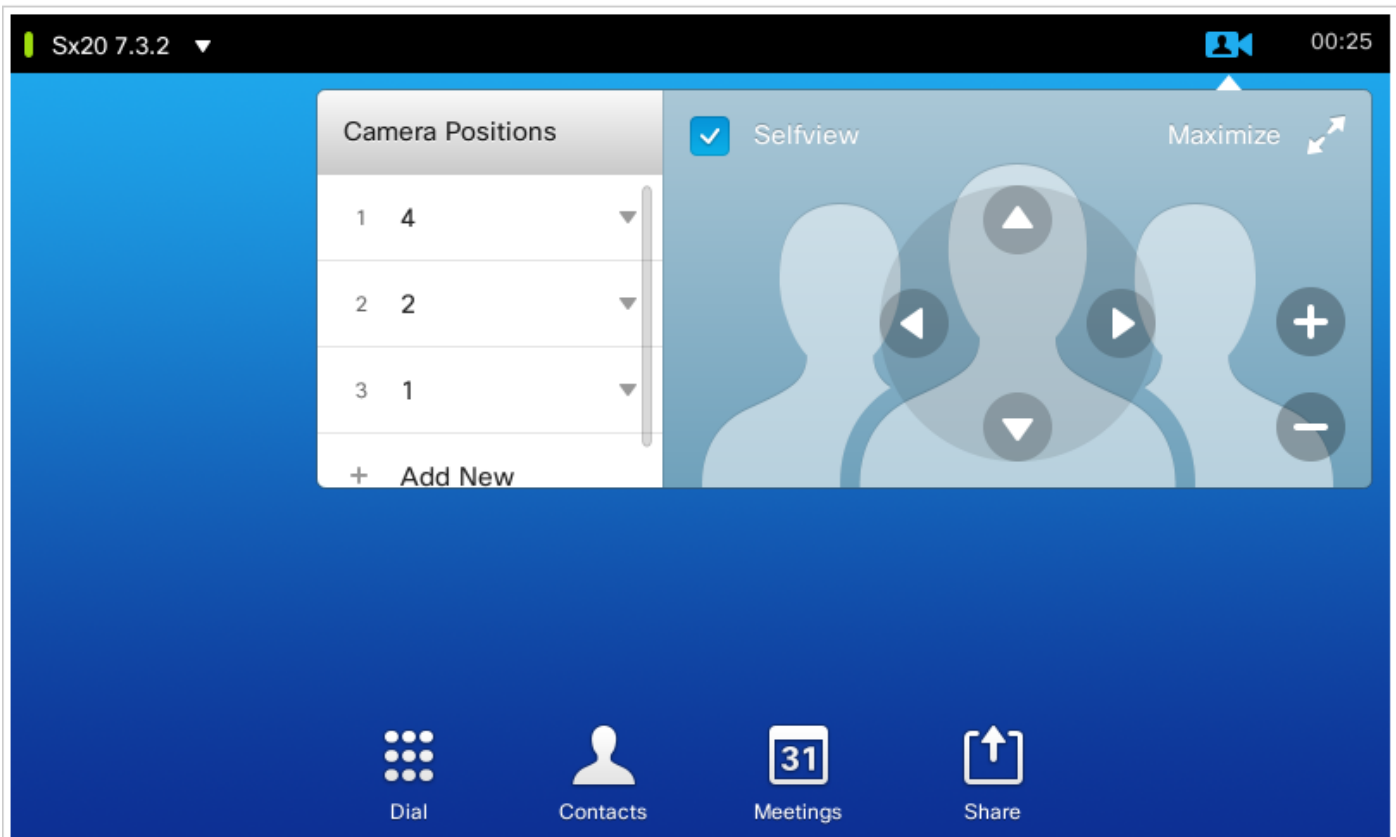 Sx20 7.3.2
00:25
Camera Positions
Selfview
Maximize
1 4
2 2
3 1
+ Add New
31
Dial
Contacts
Meetings
Share